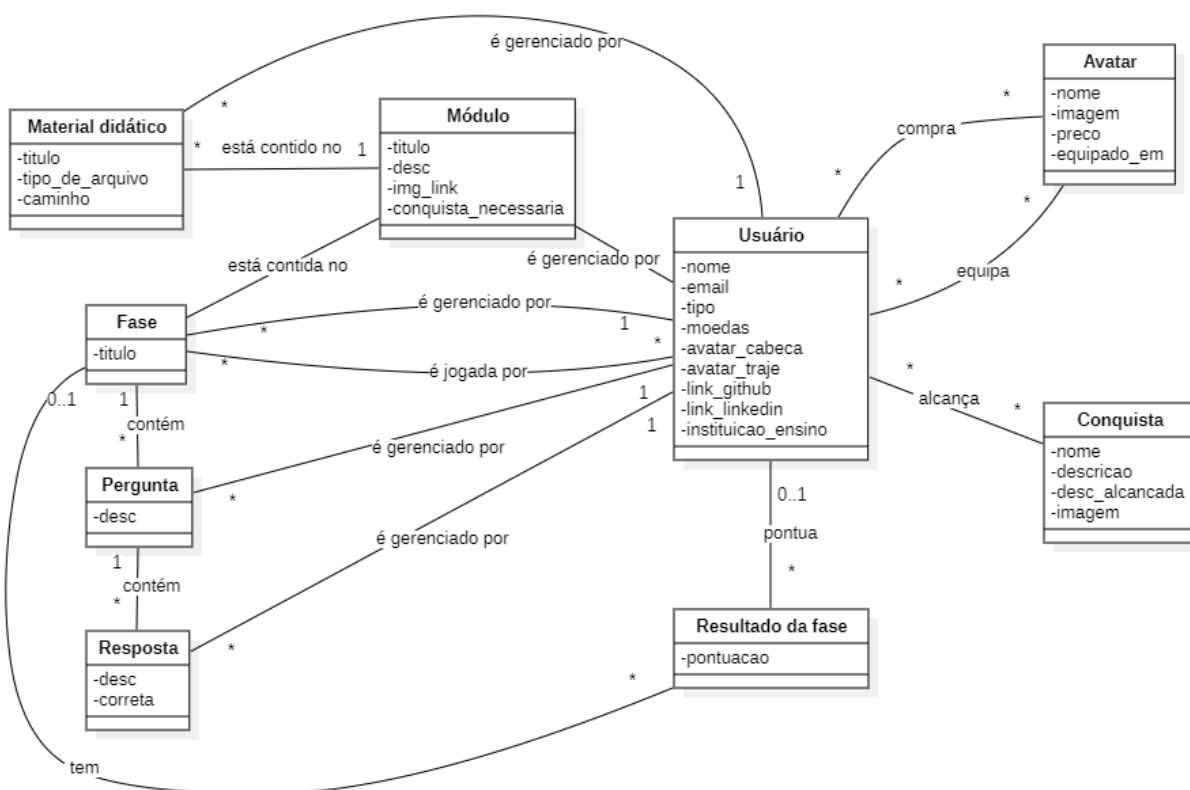 é gerenciado por
*
1
Material didático
-titulo
-tipo_de_arquivo
-caminho
*
está contido no
1
Módulo
-titulo
-desc
-img_link
-conquista_necessaria
Avatar
-nome
-imagem
-preco
-equipado_em
*
compra
*
*
equipa
*
Usuário
-nome
-email
-tipo
-moedas
-avatar_cabeca
-avatar_traje
-link_github
-link_linkedin
-instituicao_ensino
é gerenciado por
está contida no
Fase
-titulo
é gerenciado por
*
1
*
é jogada por
*
0..1
1
contém
*
Pergunta
-desc
é gerenciado por
1
*
1
contém
*
Resposta
-desc
-correta
é gerenciado por
1
*
*
alcança
*
Conquista
-nome
-descricao
-desc_alcancada
-imagem
0..1
pontua
*
Resultado da fase
-pontuacao
*
tem